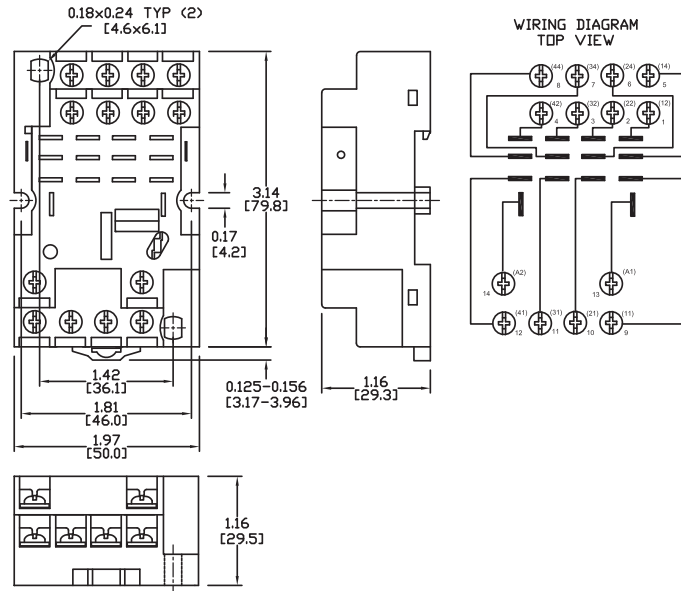 0.18x0.24 TYP (2)
[4.6x6.1]
3.14
[79.8]
0.17
[4.2]
1.42
[36.1]
0.125-0.156
[3.17-3.96]
1.81
[46.0]
1.97
[50.0]
1.16
[29.3]
1.16
[29.5]
WIRING DIAGRAM
TOP VIEW
(44) (34) (24) (14)
8 7 6 5
(42) (32) (22) (12)
4 3 2 1
(A2) (A1)
14 13
(41) (31) (21) (11)
12 11 10 9